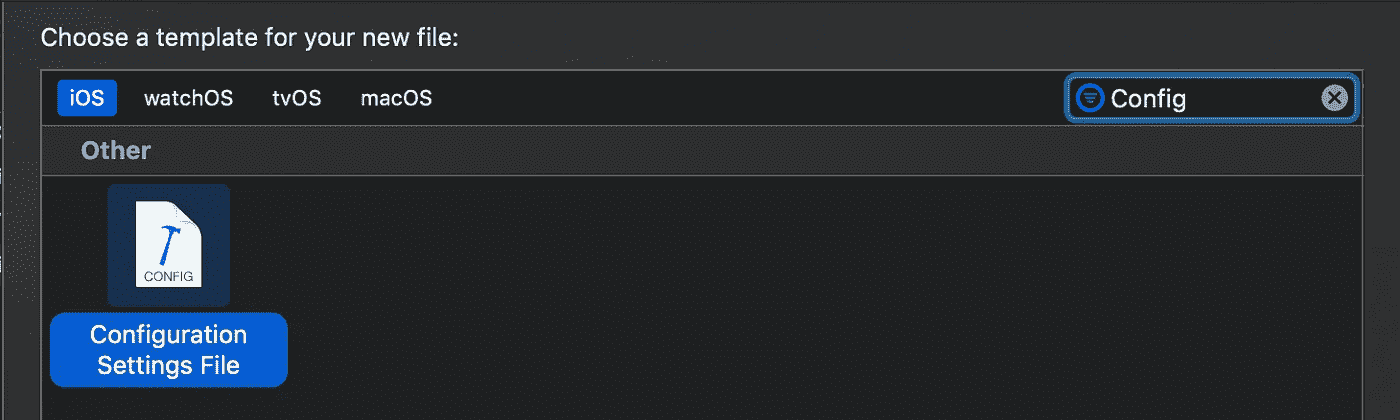 Choose a template for your new file:
iOS watchOS tvOS macOS Config
Other
CONFIG
Configuration
Settings File